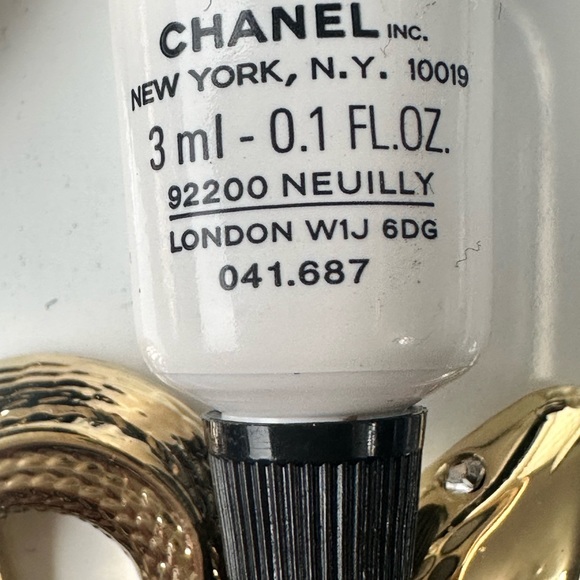 CHANEL INC.
NEW YORK, N.Y. 10019
3 ml - 0.1 FL.OZ.
92200 NEUILLY
LONDON W1J 6DG
041.687